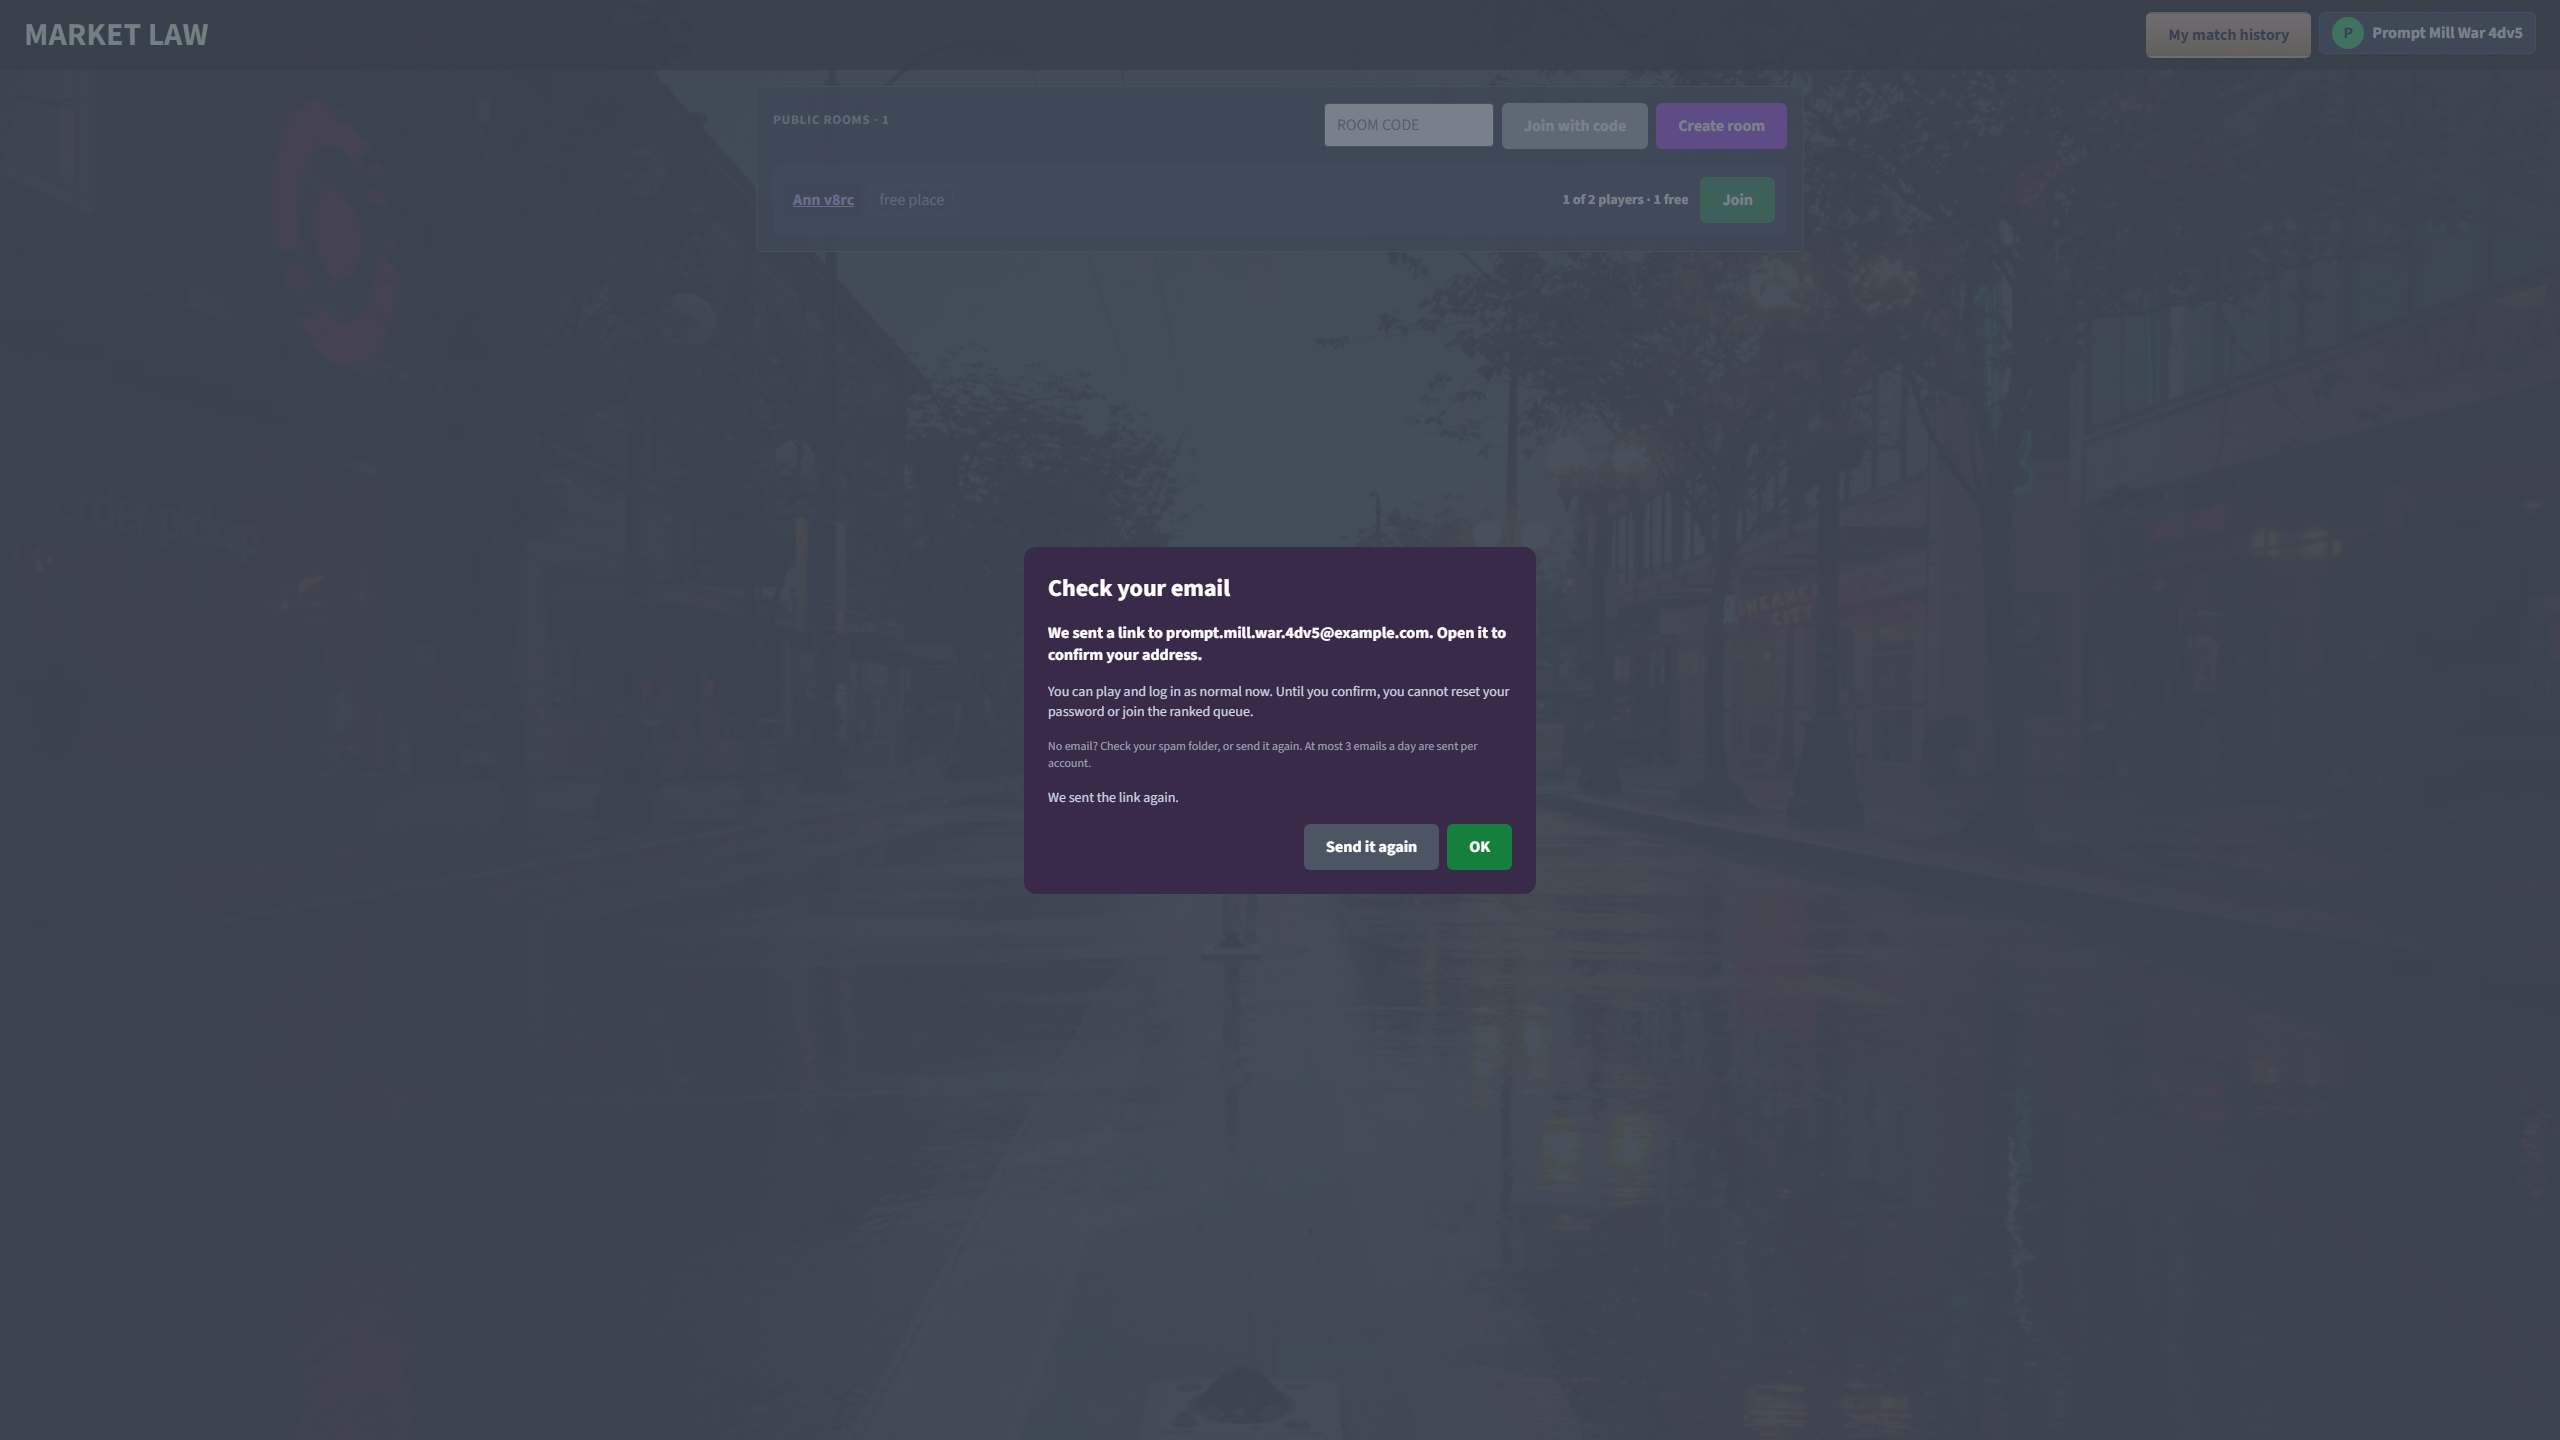 MARKET LAW
My match history
P Prompt Mill War 4dv5
PUBLIC ROOMS · 1
ROOM CODE
Join with code
Create room
Ann v8rc
free place
1 of 2 players · 1 free
Join
order pickup
SNEAKER
CITY
Check your email
We sent a link to prompt.mill.war.4dv5@example.com. Open it to
confirm your address.
You can play and log in as normal now. Until you confirm, you cannot reset your
password or join the ranked queue.
No email? Check your spam folder, or send it again. At most 3 emails a day are sent per
account.
We sent the link again.
Send it again
OK